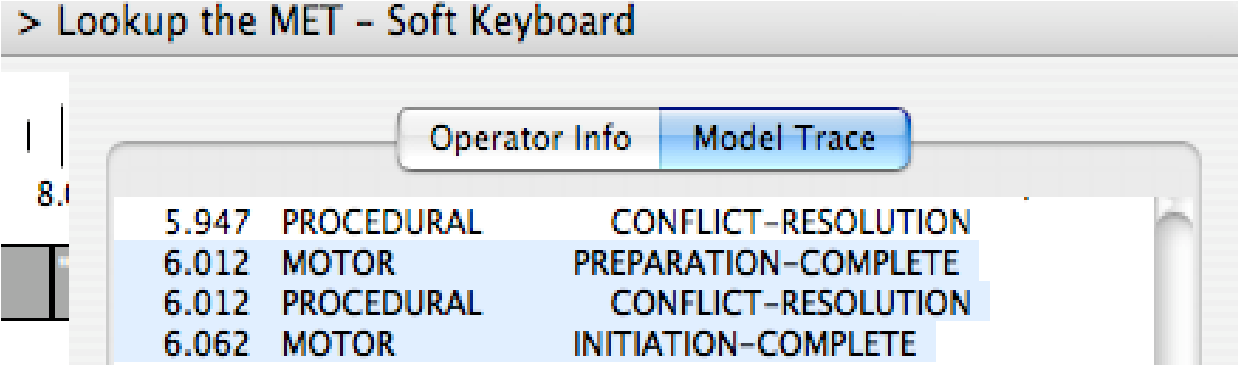 > Lookup the MET – Soft Keyboard
Operator Info Model Trace
8.0
5.947 PROCEDURAL CONFLICT–RESOLUTION
6.012 MOTOR PREPARATION–COMPLETE
6.012 PROCEDURAL CONFLICT–RESOLUTION
6.062 MOTOR INITIATION–COMPLETE